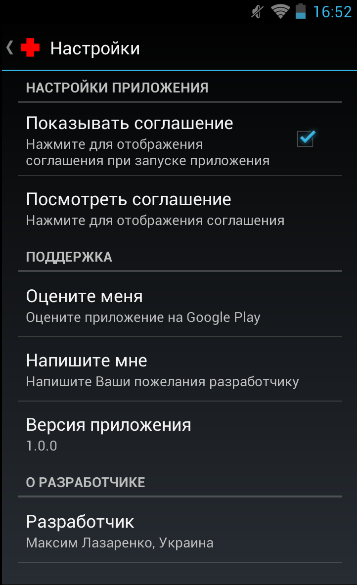 16:52
Настройки
НАСТРОЙКИ ПРИЛОЖЕНИЯ
Показывать соглашение
Нажмите для отображения
соглашения при запуске приложения
Посмотреть соглашение
Нажмите для отображения соглашения
ПОДДЕРЖКА
Оцените меня
Оцените приложение на Google Play
Напишите мне
Напишите Ваши пожелания разработчику
Версия приложения
1.0.0
О РАЗРАБОТЧИКЕ
Разработчик
Максим Лазаренко, Украина